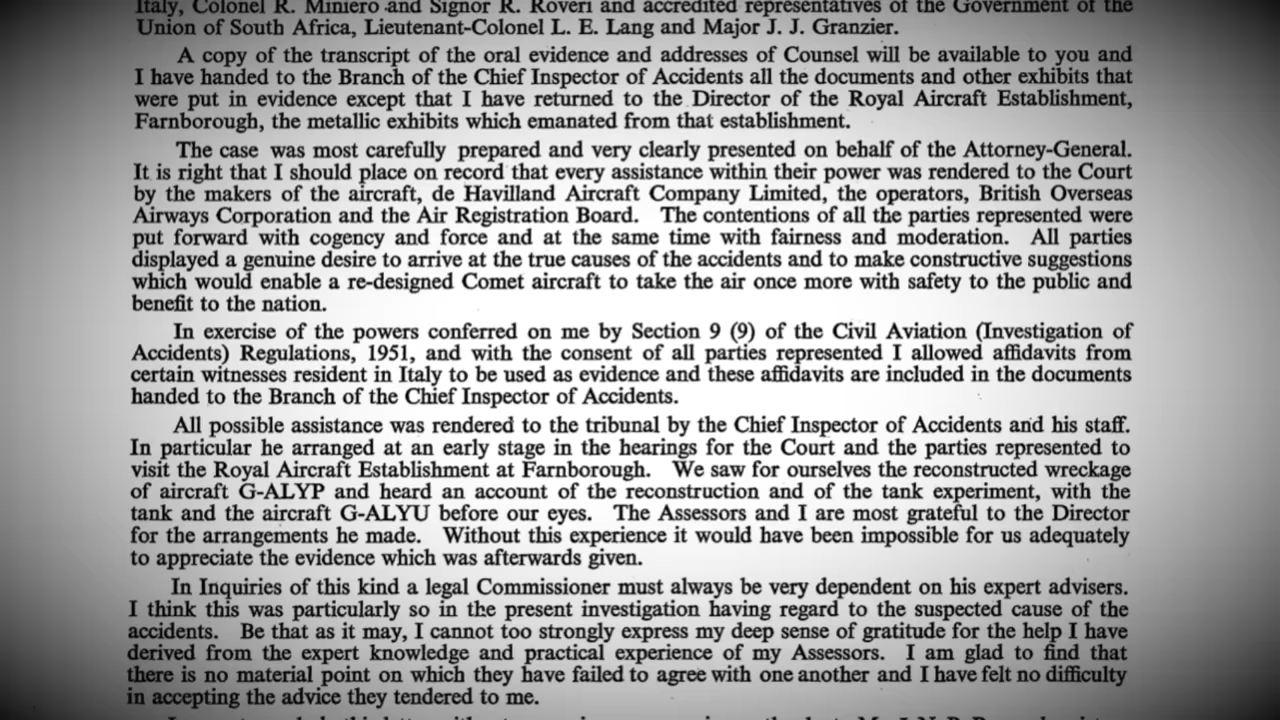 Italy, Colonel R. Miniero and Signor R. Roveri and accredited representatives of the Government of the
Union of South Africa, Lieutenant-Colonel L. E. Lang and Major J. J. Granzier.
A copy of the transcript of the oral evidence and addresses of Counsel will be available to you and
I have handed to the Branch of the Chief Inspector of Accidents all the documents and other exhibits that
were put in evidence except that I have returned to the Director of the Royal Aircraft Establishment,
Farnborough, the metallic exhibits which emanated from that establishment.
The case was most carefully prepared and very clearly presented on behalf of the Attorney-General.
It is right that I should place on record that every assistance within their power was rendered to the Court
by the makers of the aircraft, de Havilland Aircraft Company Limited, the operators, British Overseas
Airways Corporation and the Air Registration Board. The contentions of all the parties represented were
put forward with cogency and force and at the same time with fairness and moderation. All parties
displayed a genuine desire to arrive at the true causes of the accidents and to make constructive suggestions
which would enable a re-designed Comet aircraft to take the air once more with safety to the public and
benefit to the nation.
In exercise of the powers conferred on me by Section 9 (9) of the Civil Aviation (Investigation of
Accidents) Regulations, 1951, and with the consent of all parties represented I allowed affidavits from
certain witnesses resident in Italy to be used as evidence and these affidavits are included in the documents
handed to the Branch of the Chief Inspector of Accidents.
All possible assistance was rendered to the tribunal by the Chief Inspector of Accidents and his staff.
In particular he arranged at an early stage in the hearings for the Court and the parties represented to
visit the Royal Aircraft Establishment at Farnborough. We saw for ourselves the reconstructed wreckage
of aircraft G-ALYP and heard an account of the reconstruction and of the tank experiment, with the
tank and the aircraft G-ALYU before our eyes. The Assessors and I are most grateful to the Director
for the arrangements he made. Without this experience it would have been impossible for us adequately
to appreciate the evidence which was afterwards given.
In Inquiries of this kind a legal Commissioner must always be very dependent on his expert advisers.
I think this was particularly so in the present investigation having regard to the suspected cause of the
accidents. Be that as it may, I cannot too strongly express my deep sense of gratitude for the help I have
derived from the expert knowledge and practical experience of my Assessors. I am glad to find that
there is no material point on which they have failed to agree with one another and I have felt no difficulty
in accepting the advice they tendered to me.